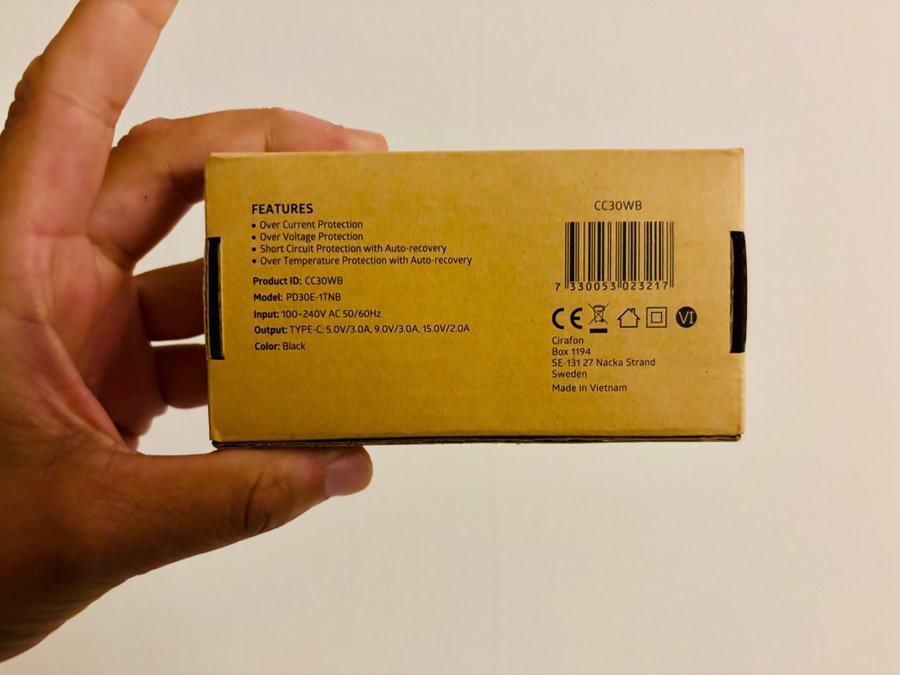 FEATURES
• Over Current Protection
• Over Voltage Protection
• Short Circuit Protection with Auto-recovery
• Over Temperature Protection with Auto-recovery
Product ID: CC30WB
Model: PD30E-1TNB
Input: 100-240V AC 50/60Hz
Output: TYPE-C: 5.0V/3.0A, 9.0V/3.0A, 15.0V/2.0A
Color: Black
CC30WB
7 330053 023217
CE VI
Cirafon
Box 1194
SE-131 27 Nacka Strand
Sweden
Made in Vietnam